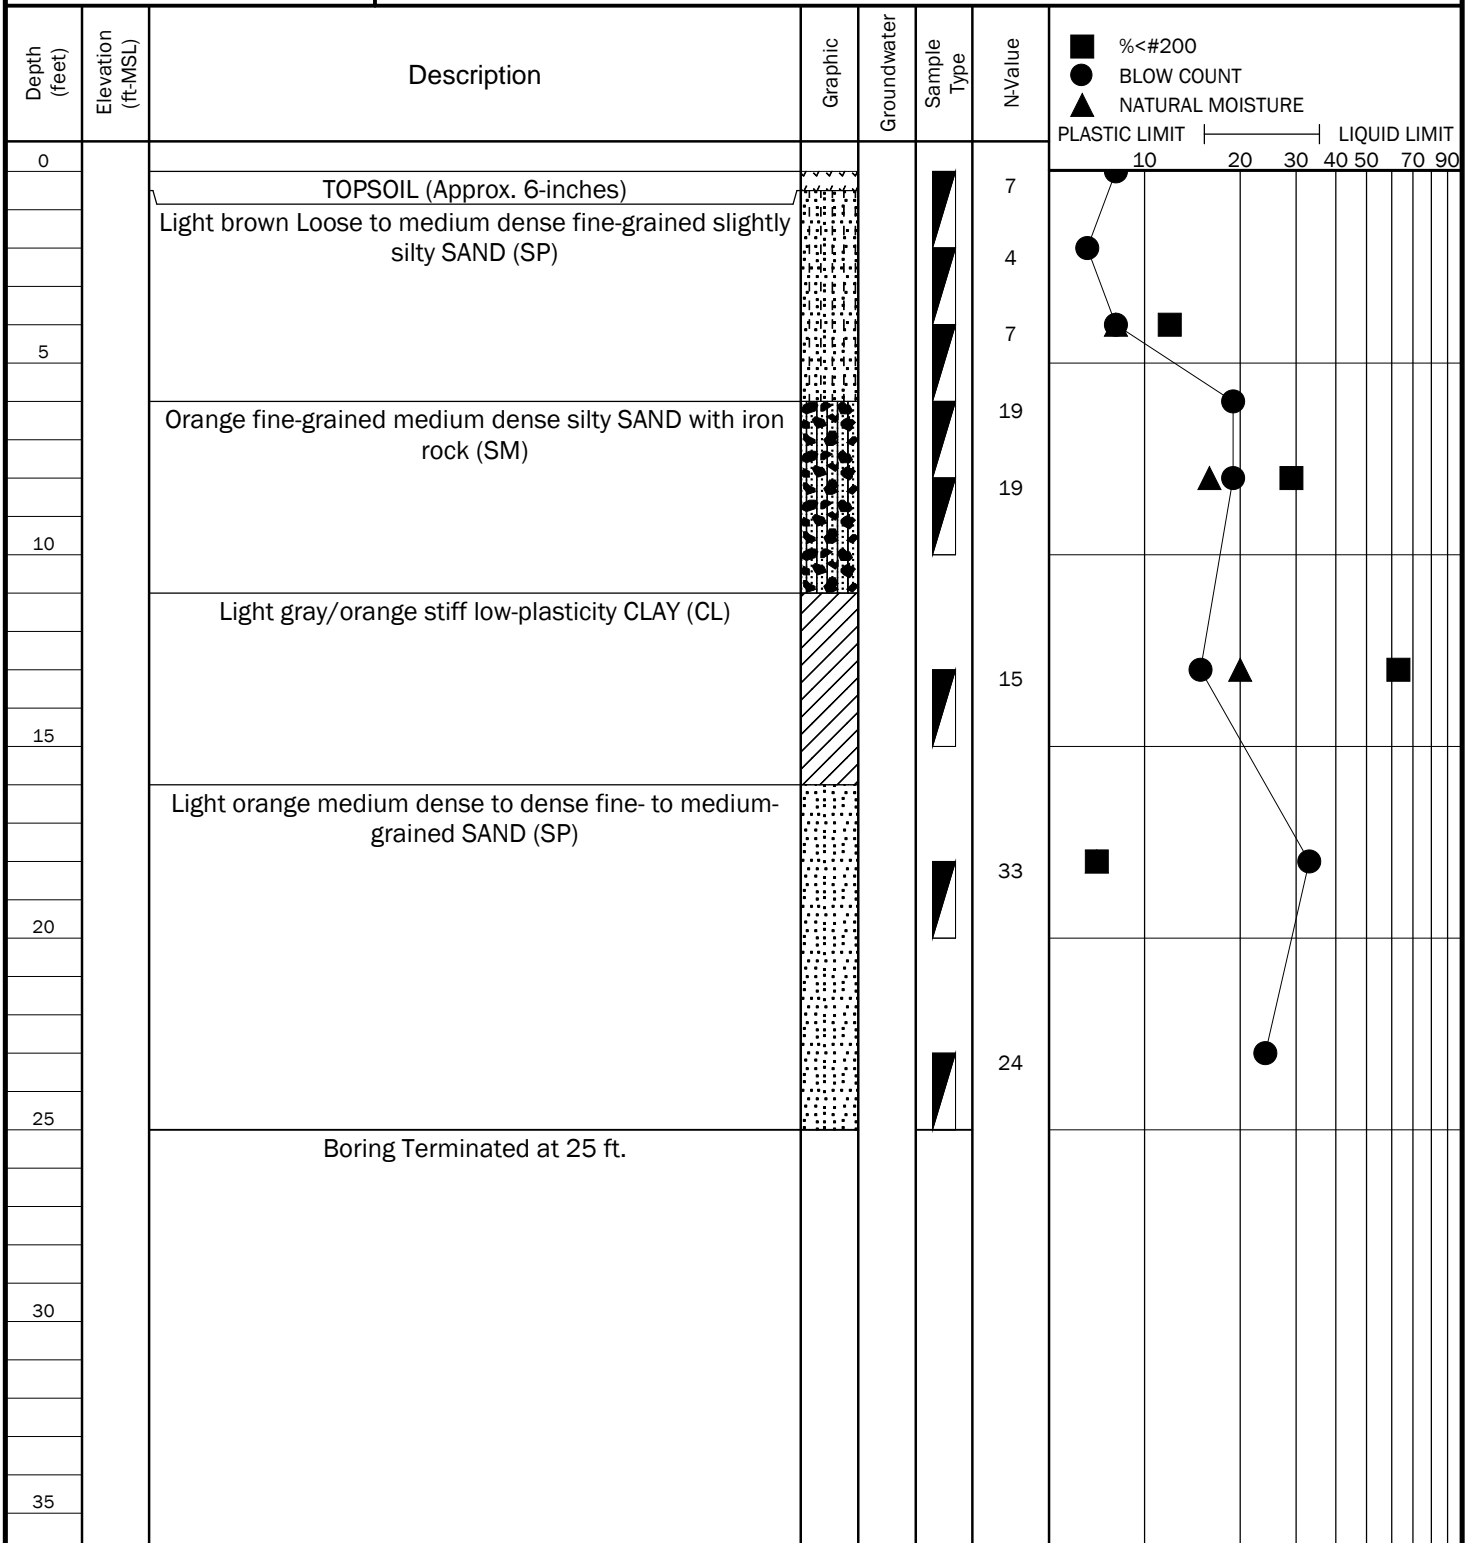 Depth
(feet)
Elevation
(ft-MSL)
Description
Graphic
Groundwater
Sample
Type
N-Value
%<#200
BLOW COUNT
NATURAL MOISTURE
PLASTIC LIMIT LIQUID LIMIT
10 20 30 40 50 70 90
0
TOPSOIL (Approx. 6-inches)
7
Light brown Loose to medium dense fine-grained slightly
silty SAND (SP)
4
7
5
Orange fine-grained medium dense silty SAND with iron
rock (SM)
19
19
10
Light gray/orange stiff low-plasticity CLAY (CL)
15
15
Light orange medium dense to dense fine- to medium-
grained SAND (SP)
33
20
24
25
Boring Terminated at 25 ft.
30
35